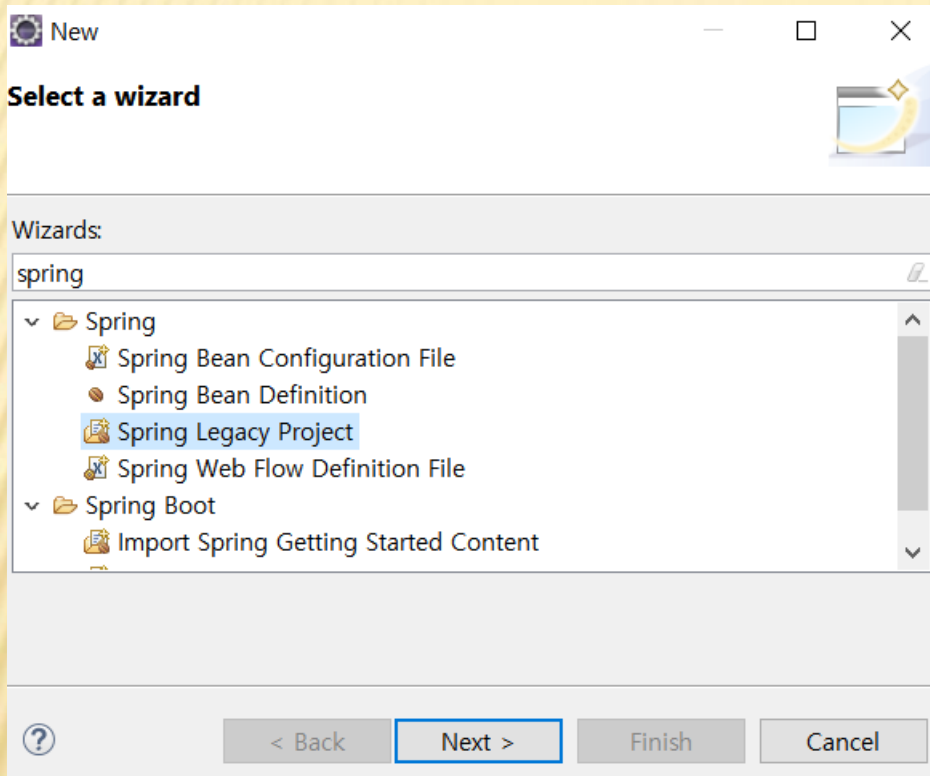 New
Select a wizard
Wizards:
spring
Spring
Spring Bean Configuration File
Spring Bean Definition
Spring Legacy Project
Spring Web Flow Definition File
Spring Boot
Import Spring Getting Started Content
< Back Next > Finish Cancel